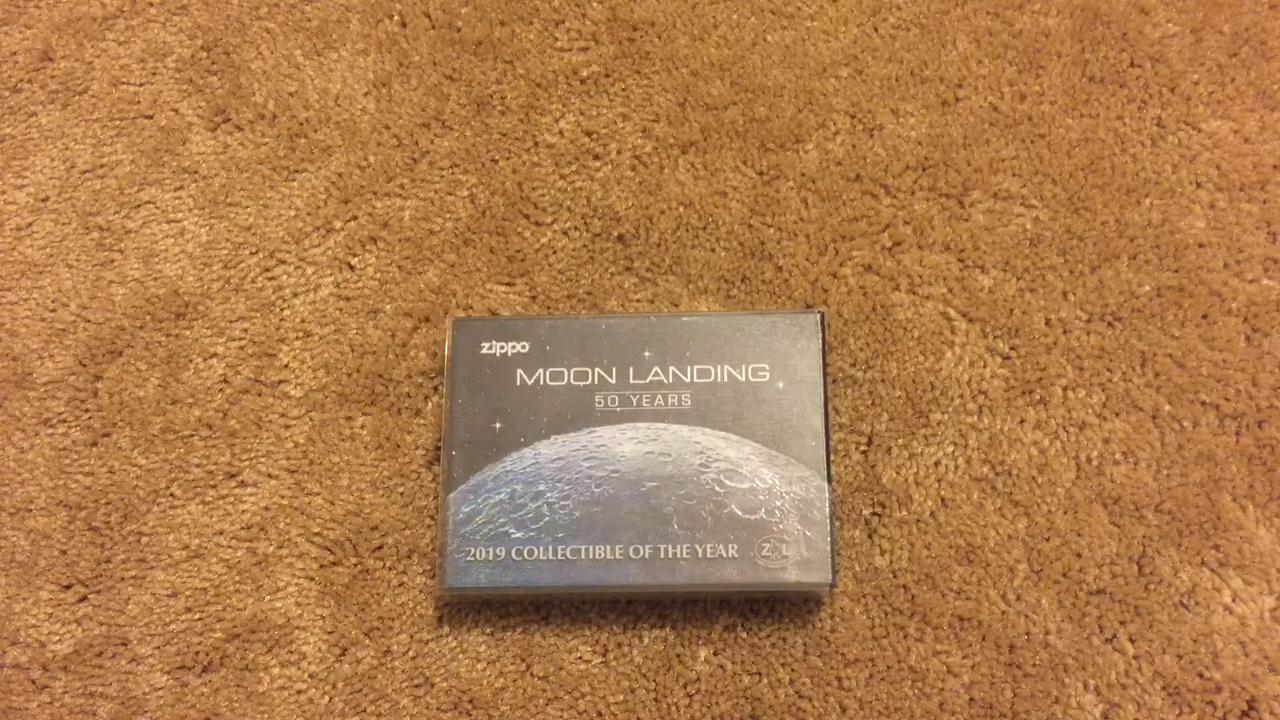 zippo
MOON LANDING
50 YEARS
2019 COLLECTIBLE OF THE YEAR
Z L